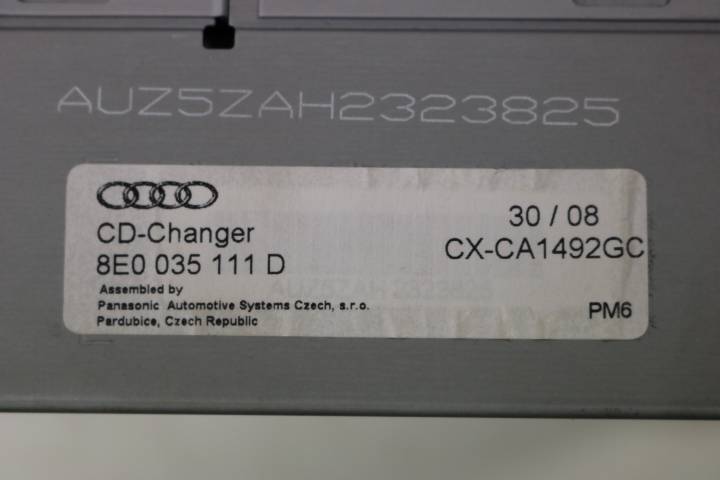 AUZ5ZAH2323825
CD-Changer
8E0 035 111 D
Assembled by
Panasonic Automotive Systems Czech, s.r.o.
Pardubice, Czech Republic
30 / 08
CX-CA1492GC
PM6
AUZ5ZAH2323825